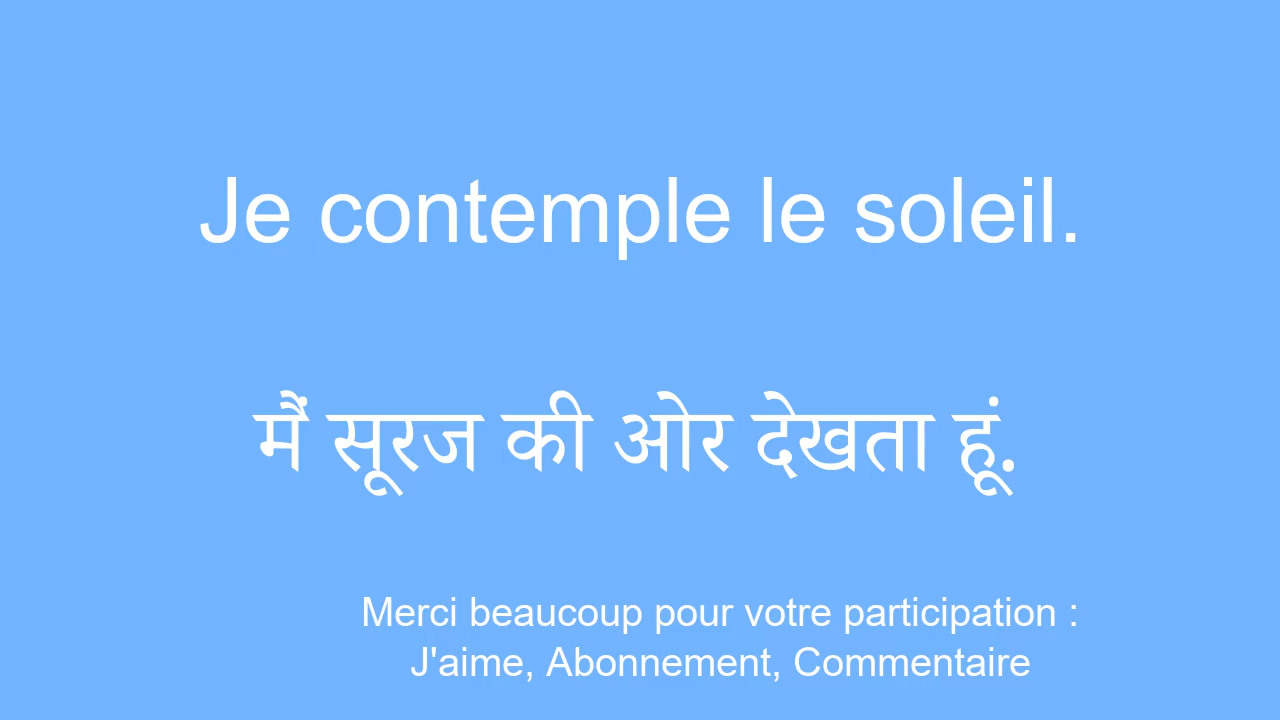 Je contemple le soleil.
मैं सूरज की ओर देखता हूं.
Merci beaucoup pour votre participation :
J'aime, Abonnement, Commentaire